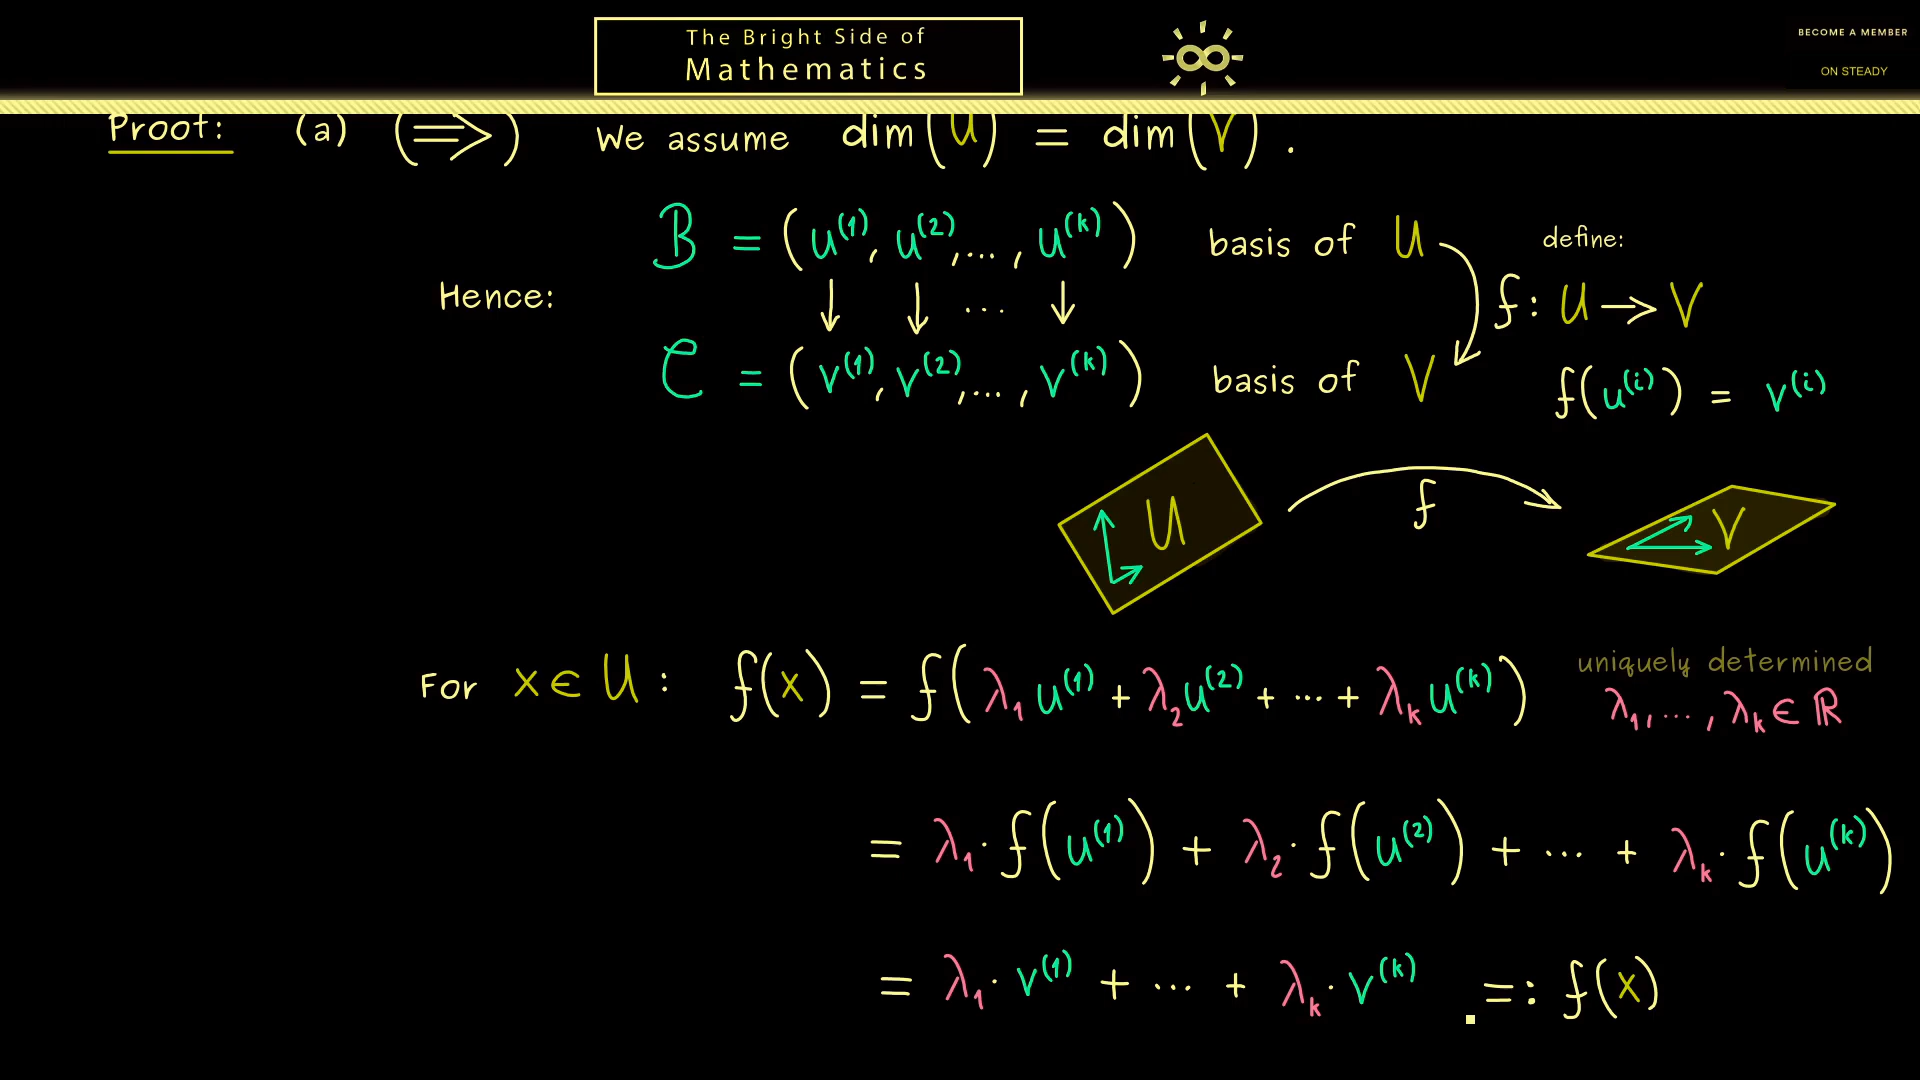 The Bright Side of
Mathematics
BECOME A MEMBER
ON STEADY
Proof: (a) (⟹) We assume dim(U) = dim(V).
B = (u⁽¹⁾, u⁽²⁾, ..., u⁽ᵏ⁾) basis of U
define:
Hence: ↓ ↓ ... ↓ f: U → V
C = (v⁽¹⁾, v⁽²⁾, ..., v⁽ᵏ⁾) basis of V f(u⁽ⁱ⁾) = v⁽ⁱ⁾
U f V
uniquely determined
For x ∈ U: f(x) = f(λ₁u⁽¹⁾ + λ₂u⁽²⁾ + ... + λₖu⁽ᵏ⁾) λ₁, ..., λₖ ∈ ℝ
= λ₁·f(u⁽¹⁾) + λ₂·f(u⁽²⁾) + ... + λₖ·f(u⁽ᵏ⁾)
= λ₁·v⁽¹⁾ + ... + λₖ·v⁽ᵏ⁾ =: f(x)